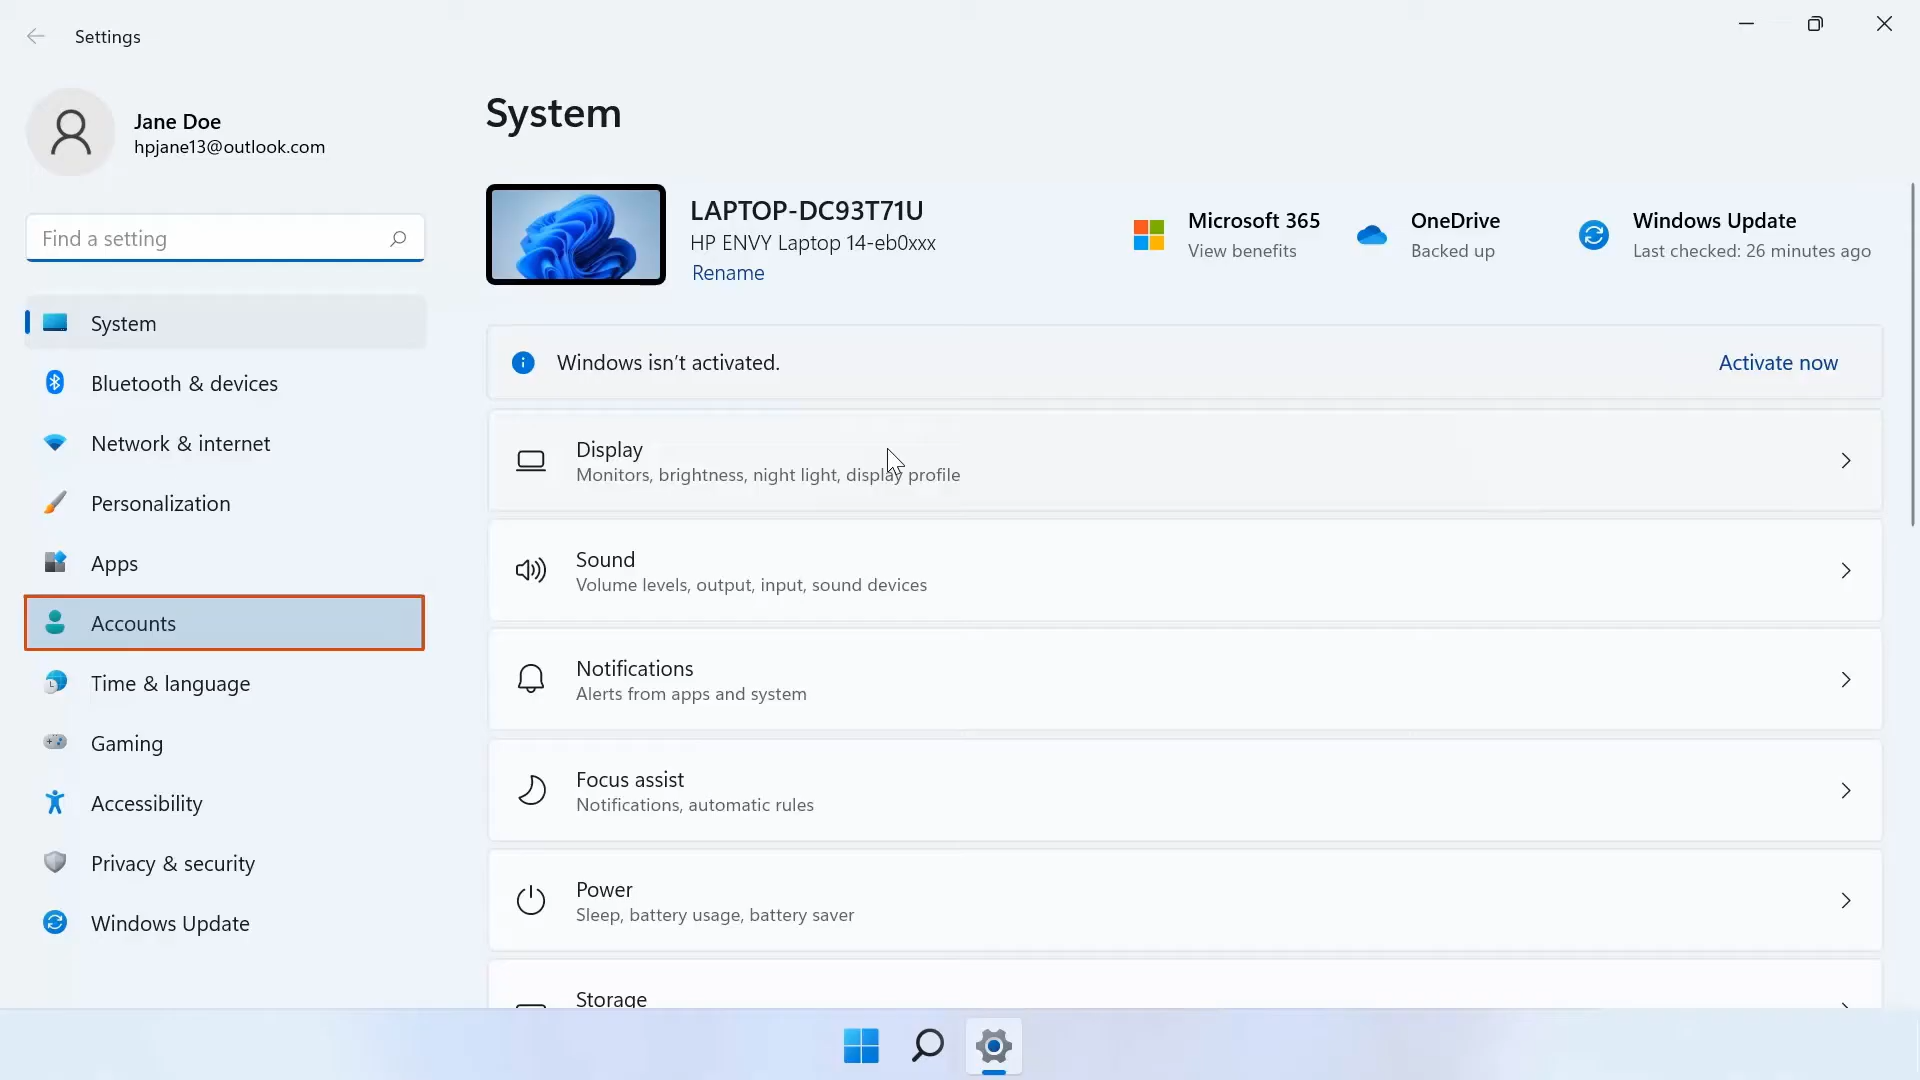 Settings
Jane Doe
hpjane13@outlook.com
Find a setting
System
Bluetooth & devices
Network & internet
Personalization
Apps
Accounts
Time & language
Gaming
Accessibility
Privacy & security
Windows Update
System
LAPTOP-DC93T71U
HP ENVY Laptop 14-eb0xxx
Rename
Microsoft 365
View benefits
OneDrive
Backed up
Windows Update
Last checked: 26 minutes ago
Windows isn’t activated.
Activate now
Display
Monitors, brightness, night light, display profile
Sound
Volume levels, output, input, sound devices
Notifications
Alerts from apps and system
Focus assist
Notifications, automatic rules
Power
Sleep, battery usage, battery saver
Storage